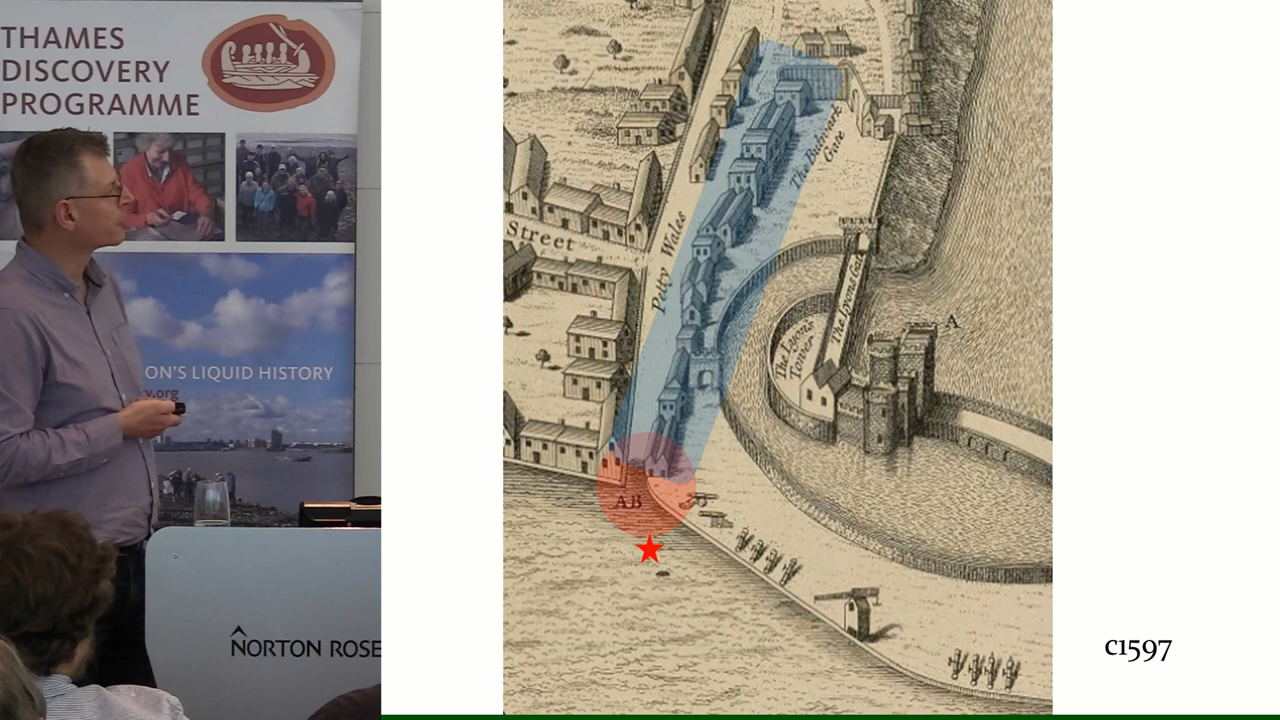 THAMES
DISCOVERY
PROGRAMME
ON'S LIQUID HISTORY
y.org
NORTON ROSE
Street
Petty Wales
The Bulwark
Gate
The Lyons Gate
The Lyons
Tower
A
AB
c1597